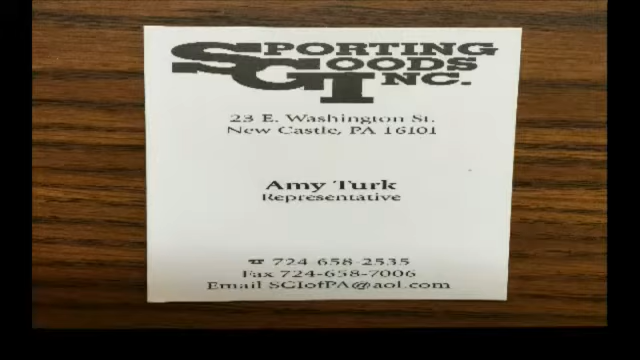 SPORTING
GOODS
INC.
23 E. Washington St.
New Castle, PA 16101
Amy Turk
Representative
☎ 724-658-2535
Fax 724-658-7006
Email SGIofPA@aol.com